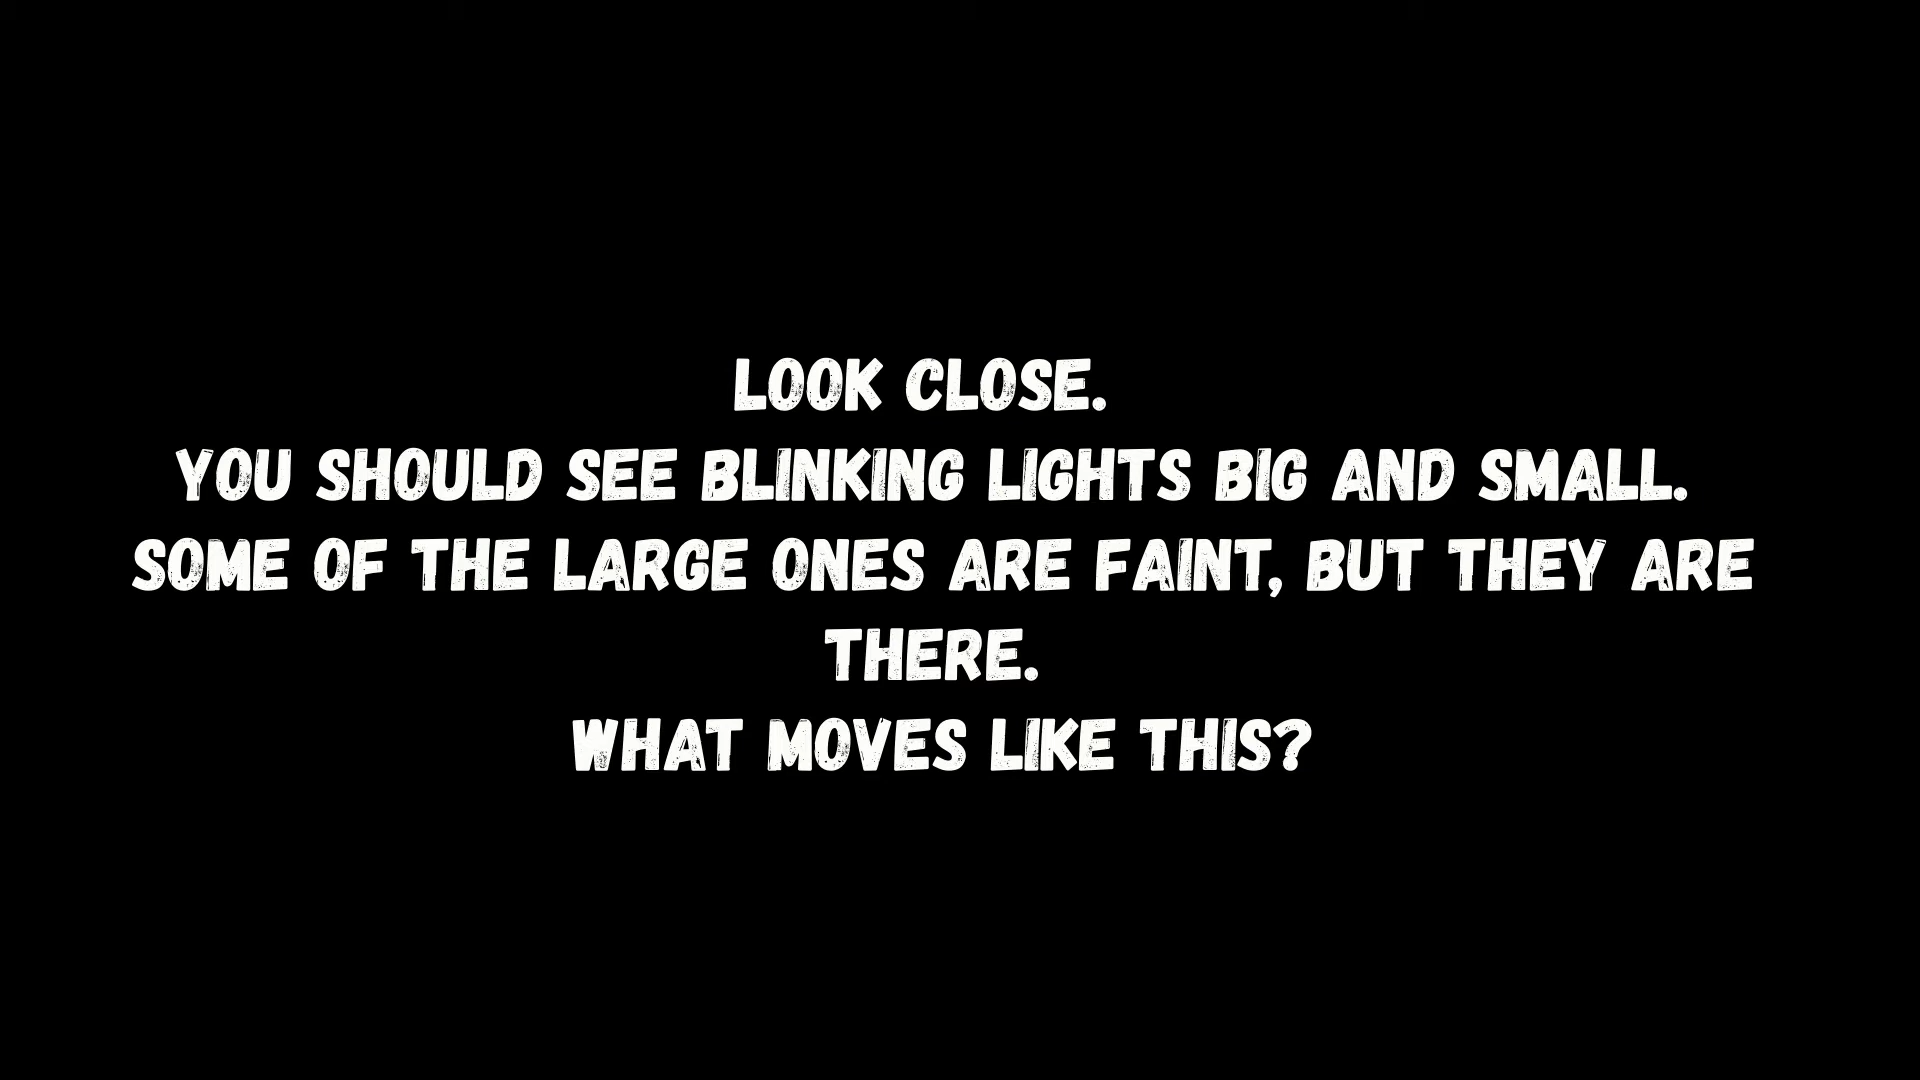 LOOK CLOSE.
YOU SHOULD SEE BLINKING LIGHTS BIG AND SMALL.
SOME OF THE LARGE ONES ARE FAINT, BUT THEY ARE
THERE.
WHAT MOVES LIKE THIS?